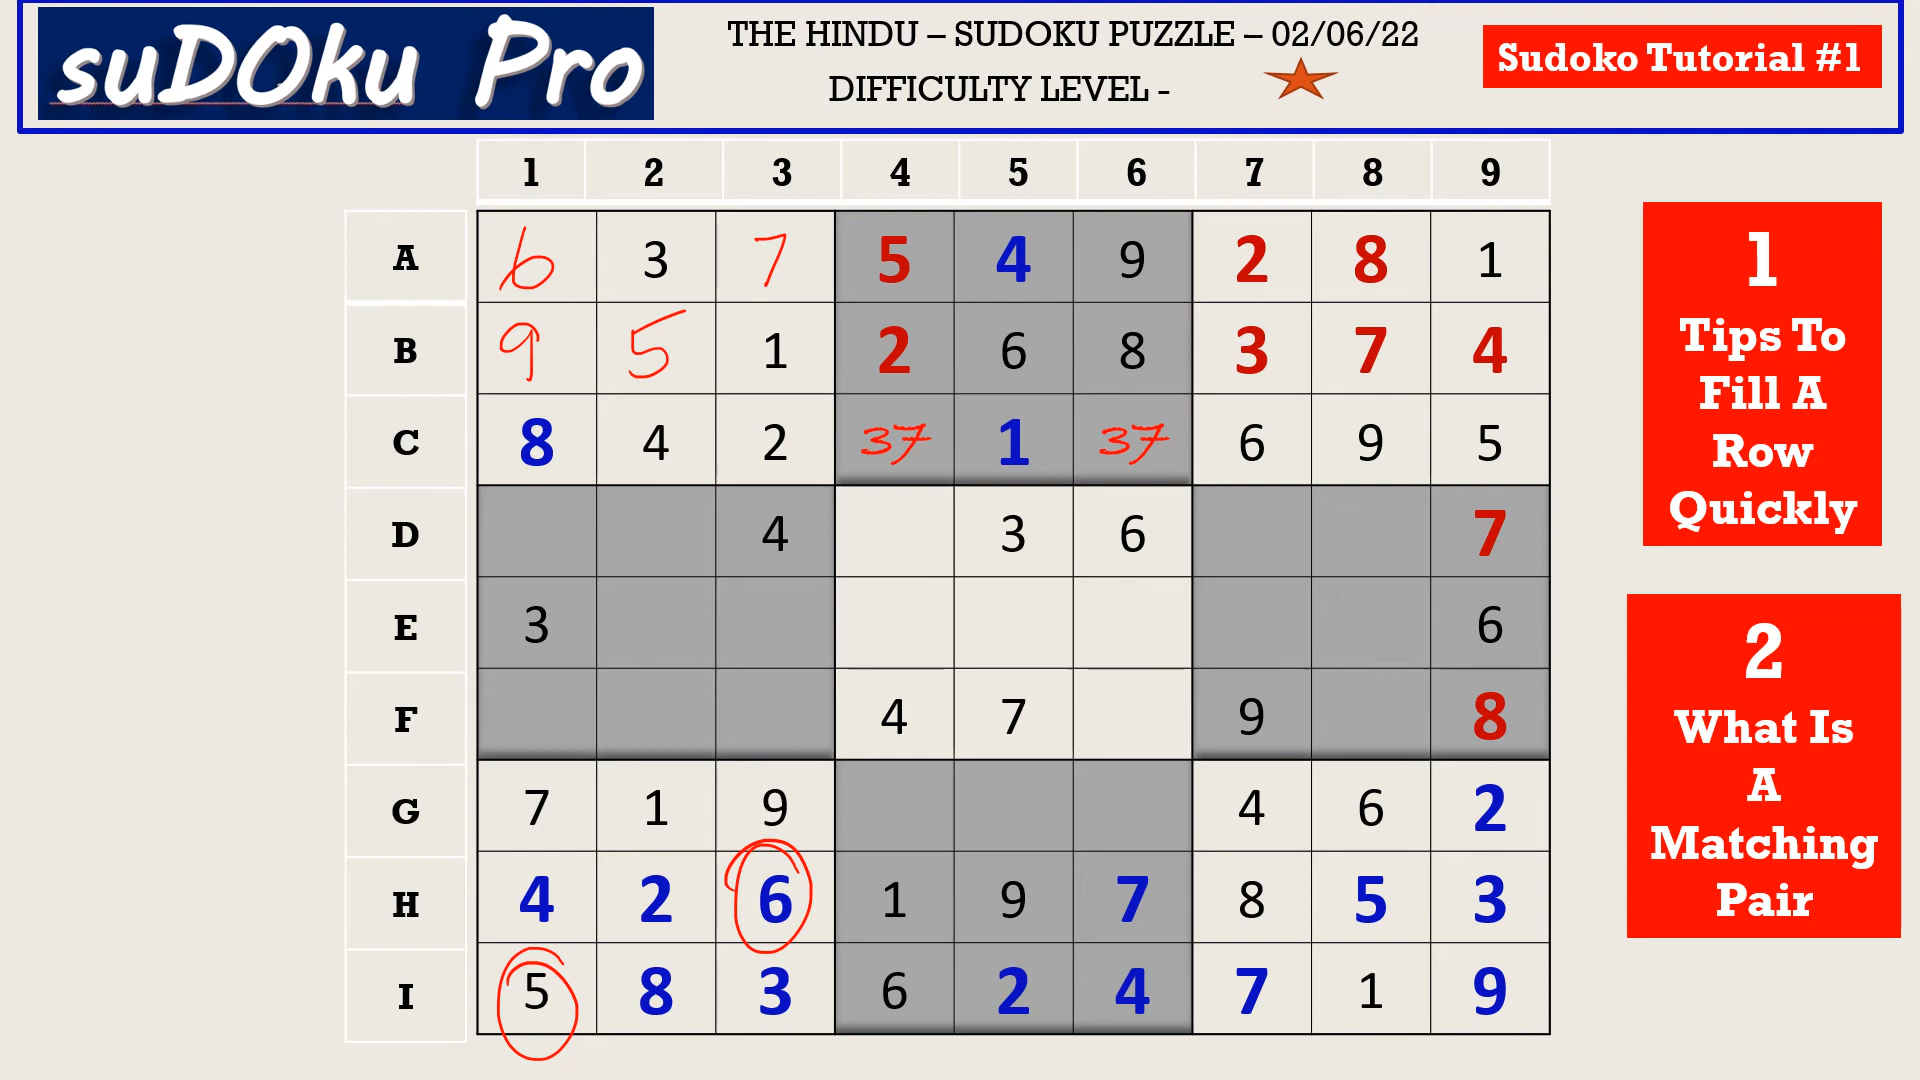 suDOku Pro
THE HINDU – SUDOKU PUZZLE – 02/06/22
DIFFICULTY LEVEL -
Sudoko Tutorial #1
1 2 3 4 5 6 7 8 9
A 6 3 7 5 4 9 2 8 1
B 9 5 1 2 6 8 3 7 4
C 8 4 2 37 1 37 6 9 5
D 4 3 6 7
E 3 6
F 4 7 9 8
G 7 1 9 4 6 2
H 4 2 6 1 9 7 8 5 3
I 5 8 3 6 2 4 7 1 9
1
Tips To
Fill A
Row
Quickly
2
What Is
A
Matching
Pair